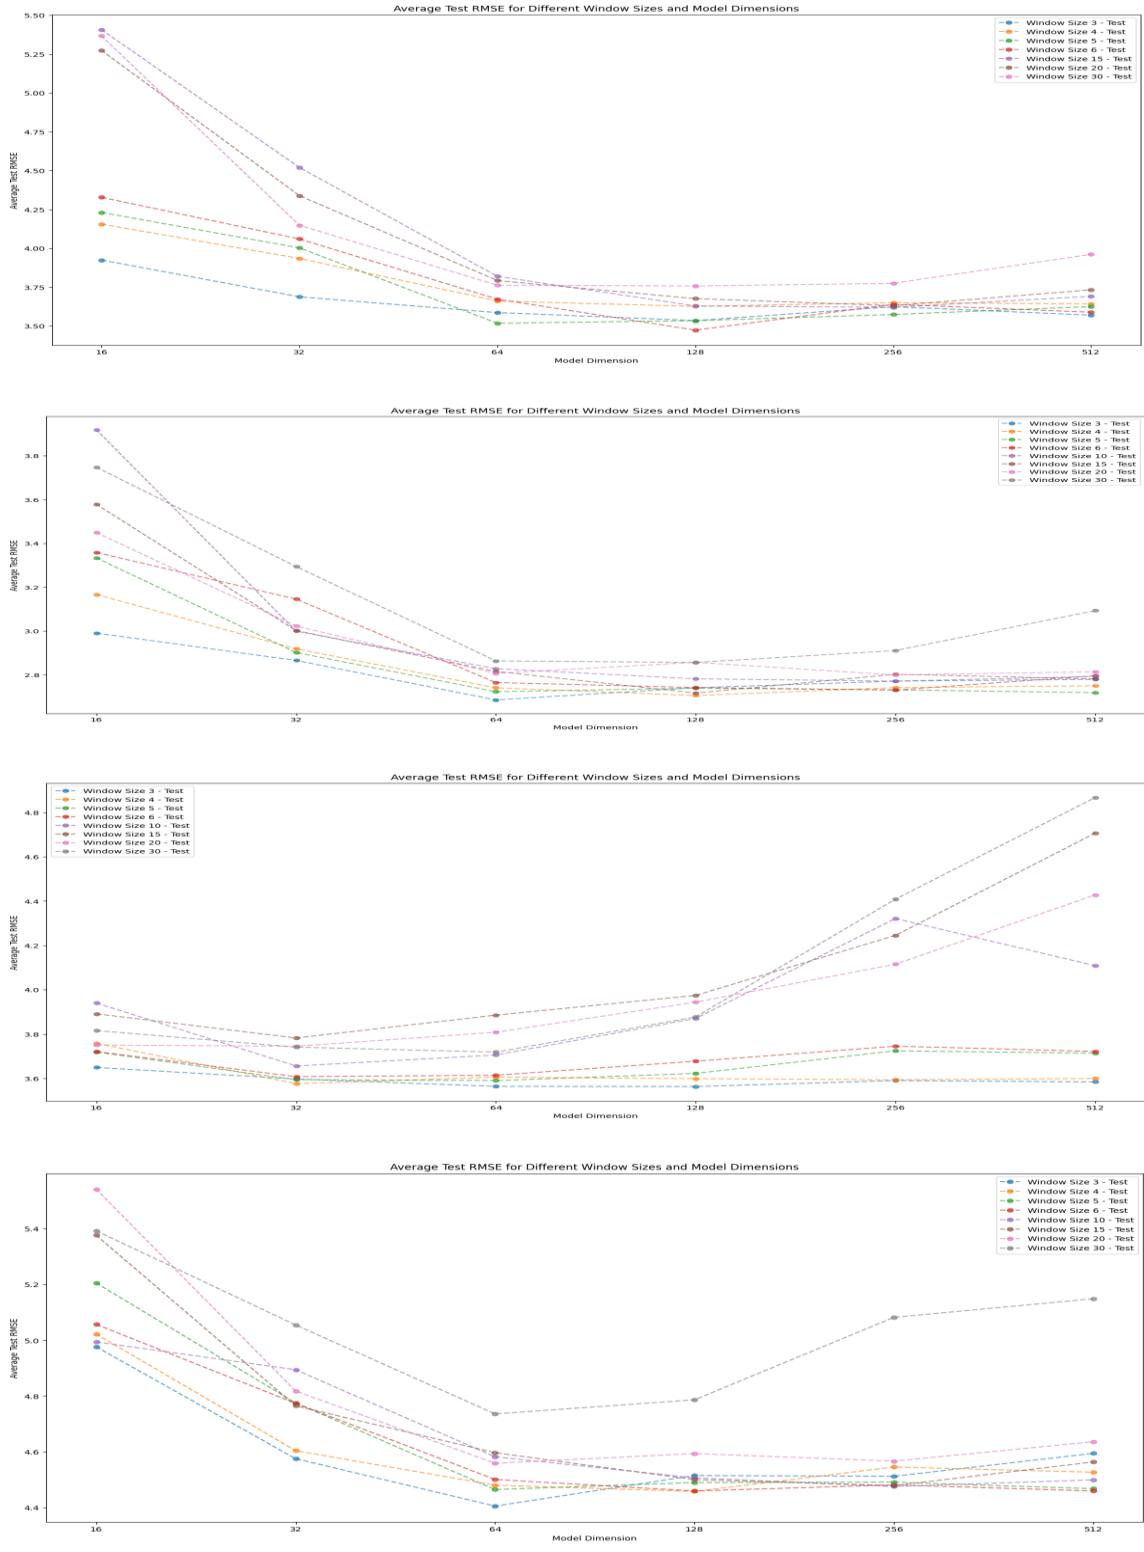 Average Test RMSE for Different Window Sizes and Model Dimensions
5.50
5.25
5.00
4.75
4.50
4.25
4.00
3.75
3.50
Average Test RMSE
Window Size 3 - Test
Window Size 4 - Test
Window Size 5 - Test
Window Size 6 - Test
Window Size 15 - Test
Window Size 20 - Test
Window Size 30 - Test
16 32 64 128 256 512
Model Dimension
Average Test RMSE for Different Window Sizes and Model Dimensions
3.8
3.6
3.4
3.2
3.0
2.8
Average Test RMSE
Window Size 3 - Test
Window Size 4 - Test
Window Size 5 - Test
Window Size 6 - Test
Window Size 10 - Test
Window Size 15 - Test
Window Size 20 - Test
Window Size 30 - Test
16 32 64 128 256 512
Model Dimension
Average Test RMSE for Different Window Sizes and Model Dimensions
Window Size 3 - Test
Window Size 4 - Test
Window Size 5 - Test
Window Size 6 - Test
Window Size 10 - Test
Window Size 15 - Test
Window Size 20 - Test
Window Size 30 - Test
4.8
4.6
4.4
4.2
4.0
3.8
3.6
Average Test RMSE
16 32 64 128 256 512
Model Dimension
Average Test RMSE for Different Window Sizes and Model Dimensions
5.4
5.2
5.0
4.8
4.6
4.4
Average Test RMSE
Window Size 3 - Test
Window Size 4 - Test
Window Size 5 - Test
Window Size 6 - Test
Window Size 10 - Test
Window Size 15 - Test
Window Size 20 - Test
Window Size 30 - Test
16 32 64 128 256 512
Model Dimension